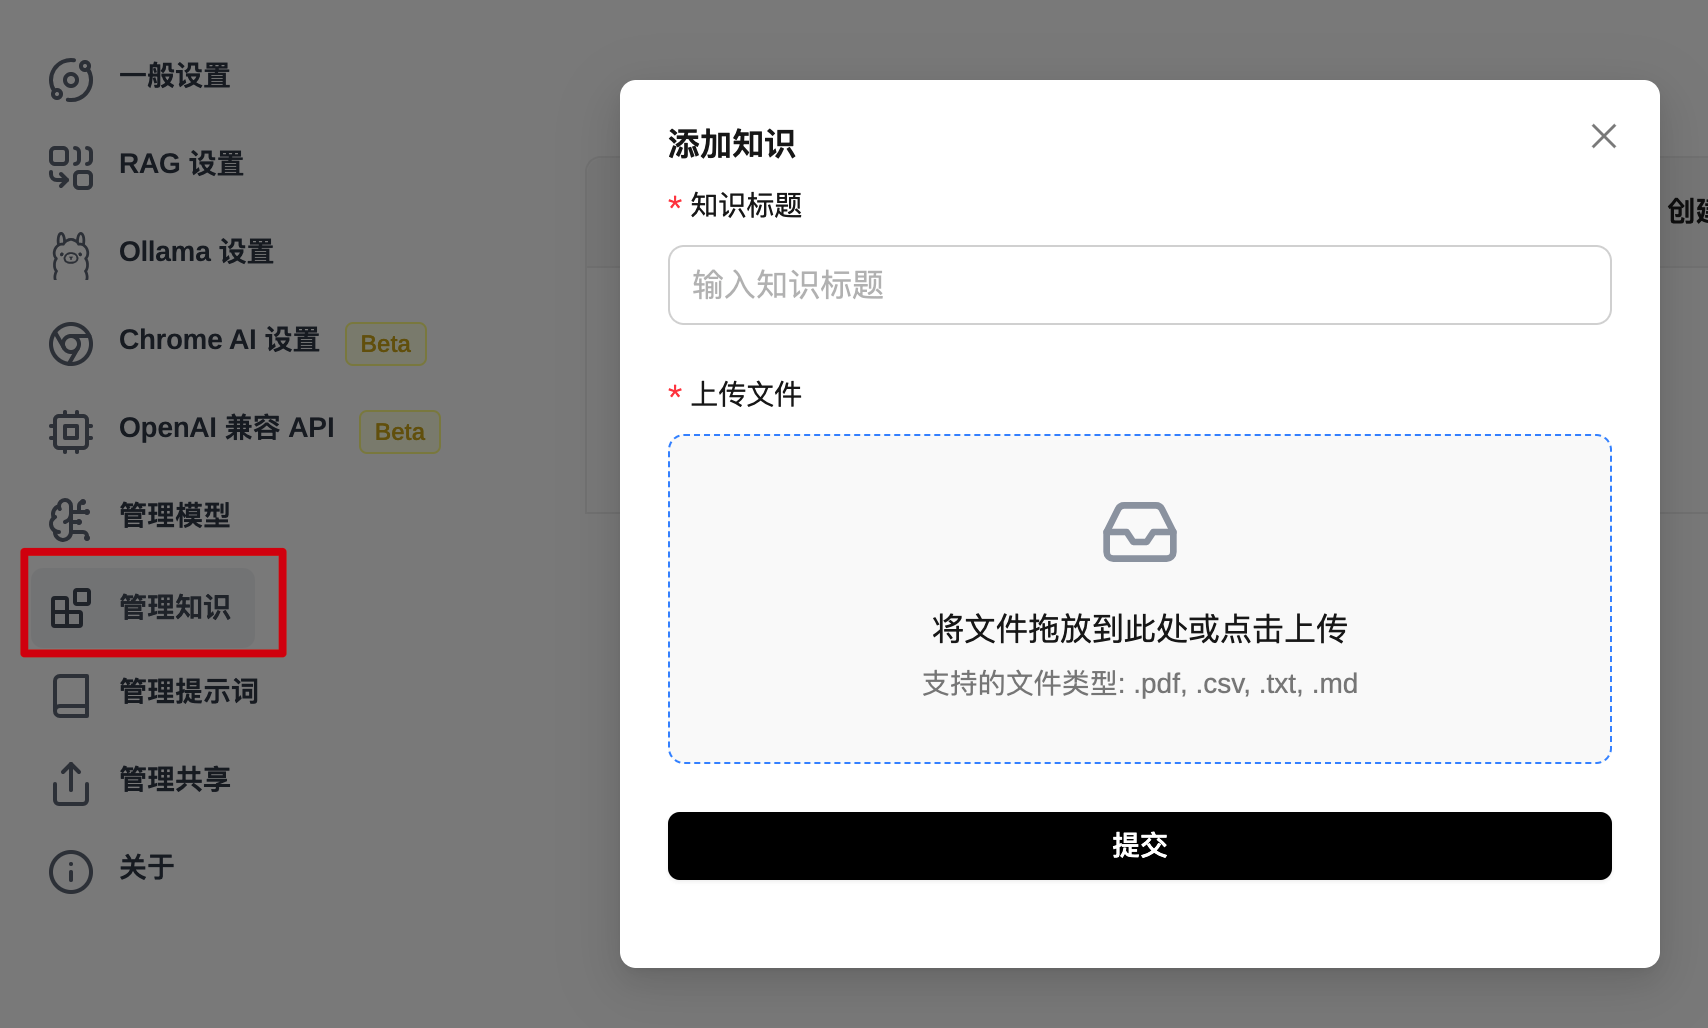 一般设置
RAG 设置
Ollama 设置
Chrome AI 设置 Beta
OpenAI 兼容 API Beta
管理模型
管理知识
管理提示词
管理共享
关于
添加知识
* 知识标题
输入知识标题
* 上传文件
将文件拖放到此处或点击上传
支持的文件类型: .pdf, .csv, .txt, .md
提交
创建